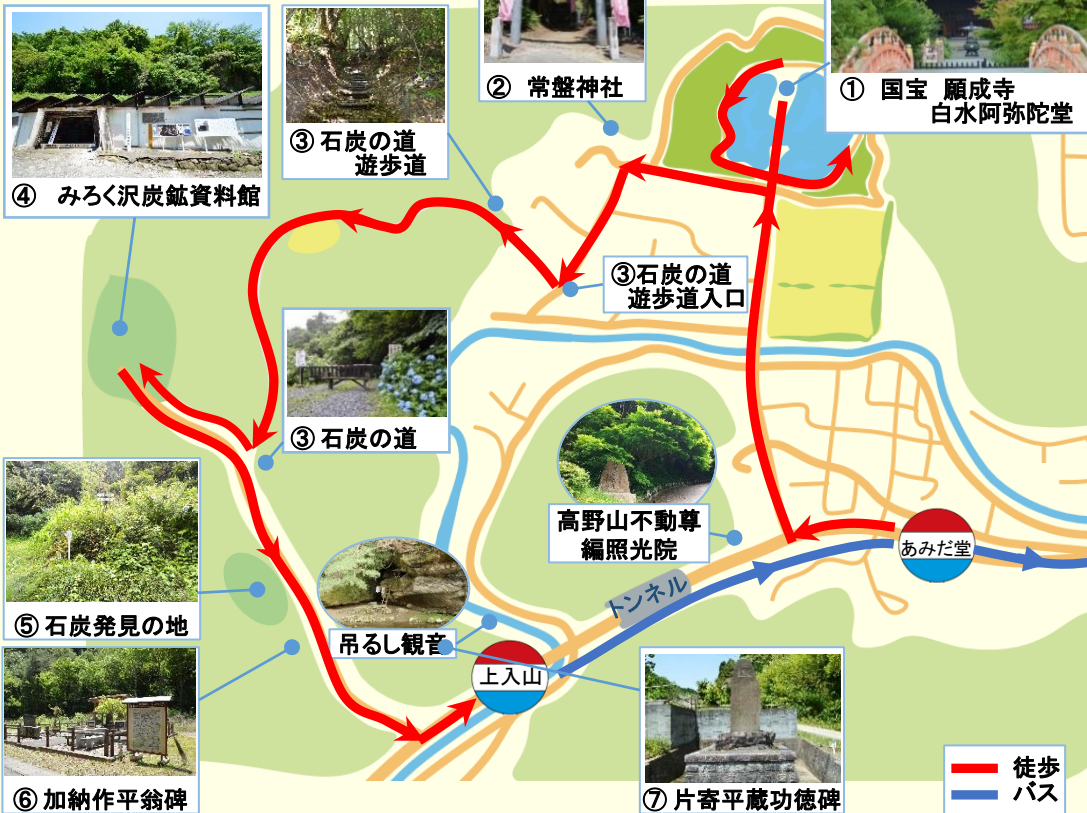 ① 国宝 願成寺
白水阿弥陀堂
② 常盤神社
③ 石炭の道
遊歩道
④ みろく沢炭鉱資料館
③石炭の道
遊歩道入口
③ 石炭の道
高野山不動尊
編照光院
あみだ堂
トンネル
⑤ 石炭発見の地
吊るし観音
上入山
⑥ 加納作平翁碑
⑦ 片寄平蔵功徳碑
徒歩
バス